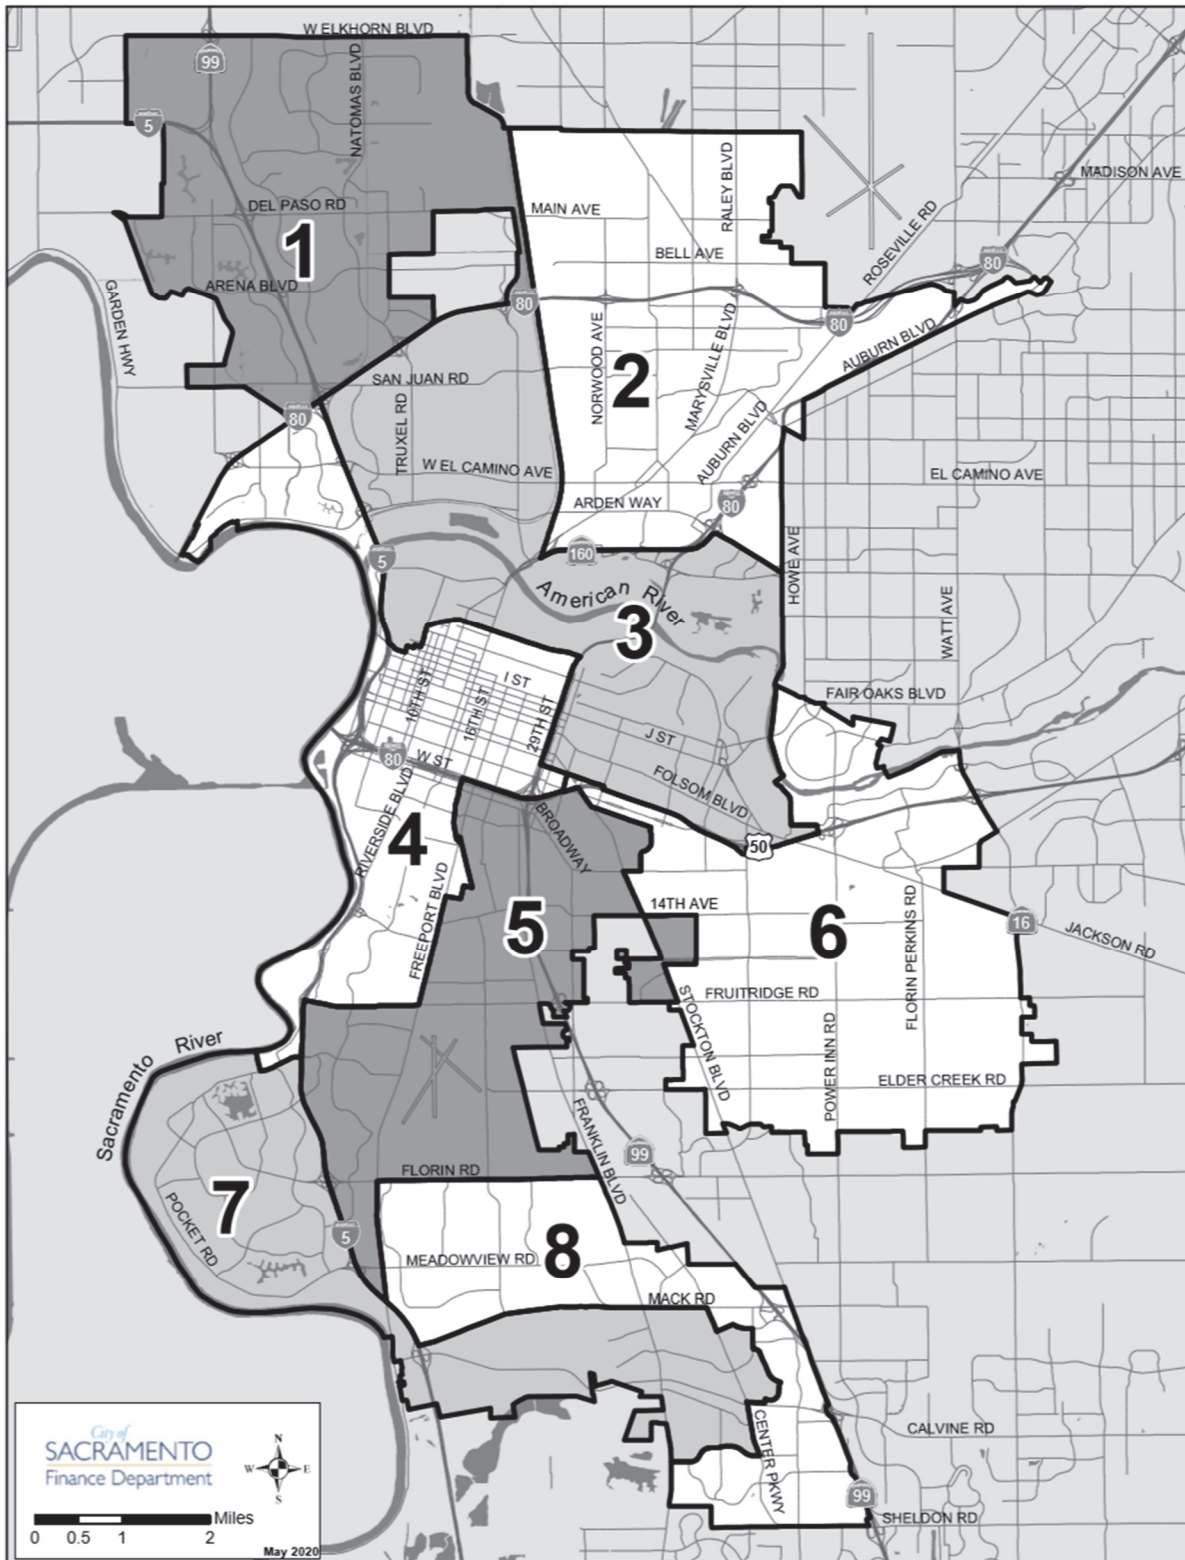 W ELKHORN BLVD
99
NATOMAS BLVD
5
RALEY BLVD
MADISON AVE
DEL PASO RD
MAIN AVE
1
ROSEVILLE RD
BELL AVE
80
ARENA BLVD
GARDEN HWY
80
80
NORWOOD AVE
MARYSVILLE BLVD
AUBURN BLVD
2
SAN JUAN RD
TRUXEL RD
80
AUBURN BLVD
W EL CAMINO AVE
EL CAMINO AVE
ARDEN WAY
80
160
5
HOWE AVE
American River
3
WATT AVE
I ST
10TH ST
16TH ST
29TH ST
FAIR OAKS BLVD
J ST
80
W ST
FOLSOM BLVD
RIVERSIDE BLVD
BROADWAY
4
50
FREEPORT BLVD
14TH AVE
FLORIN PERKINS RD
5
6
16
JACKSON RD
FRUITRIDGE RD
STOCKTON BLVD
POWER INN RD
Sacramento River
ELDER CREEK RD
FRANKLIN BLVD
99
FLORIN RD
7
POCKET RD
5
8
MEADOWVIEW RD
MACK RD
CENTER PKWY
CALVINE RD
99
SHELDON RD
City of
SACRAMENTO
Finance Department
N
W E
S
Miles
0 0.5 1 2
May 2020